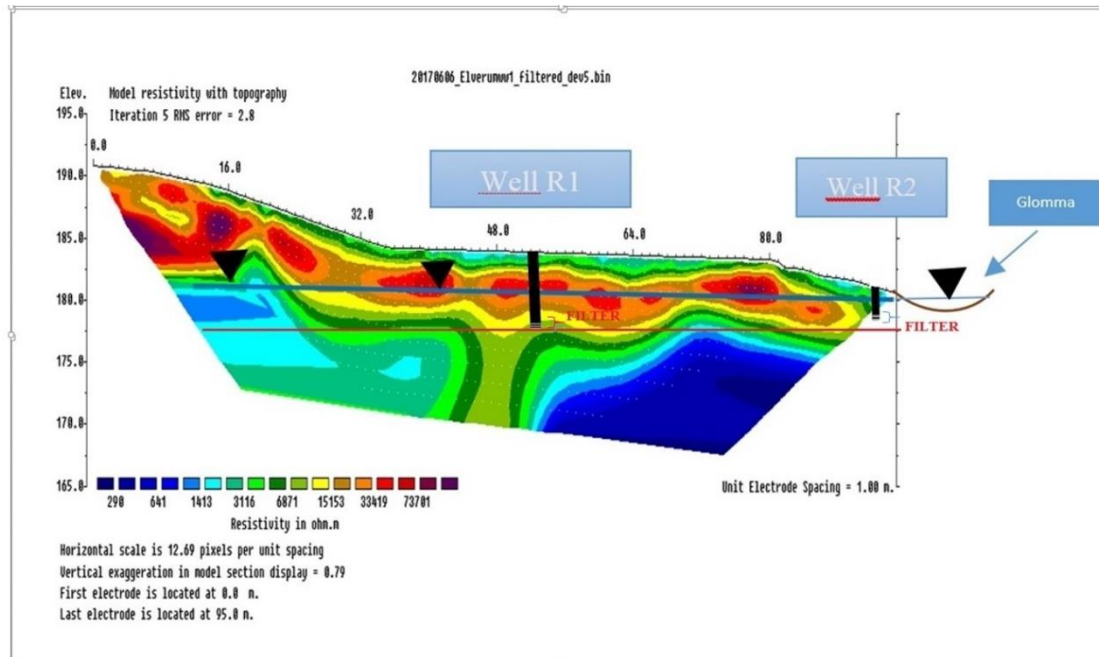 20170606_Elverumww1_filtered_dev5.bin
Elev. Model resistivity with topography
Iteration 5 RMS error = 2.8
195.0
0.0
190.0
16.0
Well R1
Well R2
Glomma
185.0
32.0
48.0
64.0
80.0
180.0
FILTER
FILTER
175.0
170.0
165.0
290 641 1413 3116 6871 15153 33419 73701
Unit Electrode Spacing = 1.00 m.
Resistivity in ohm.m
Horizontal scale is 12.69 pixels per unit spacing
Vertical exaggeration in model section display = 0.79
First electrode is located at 0.0 m.
Last electrode is located at 95.0 m.